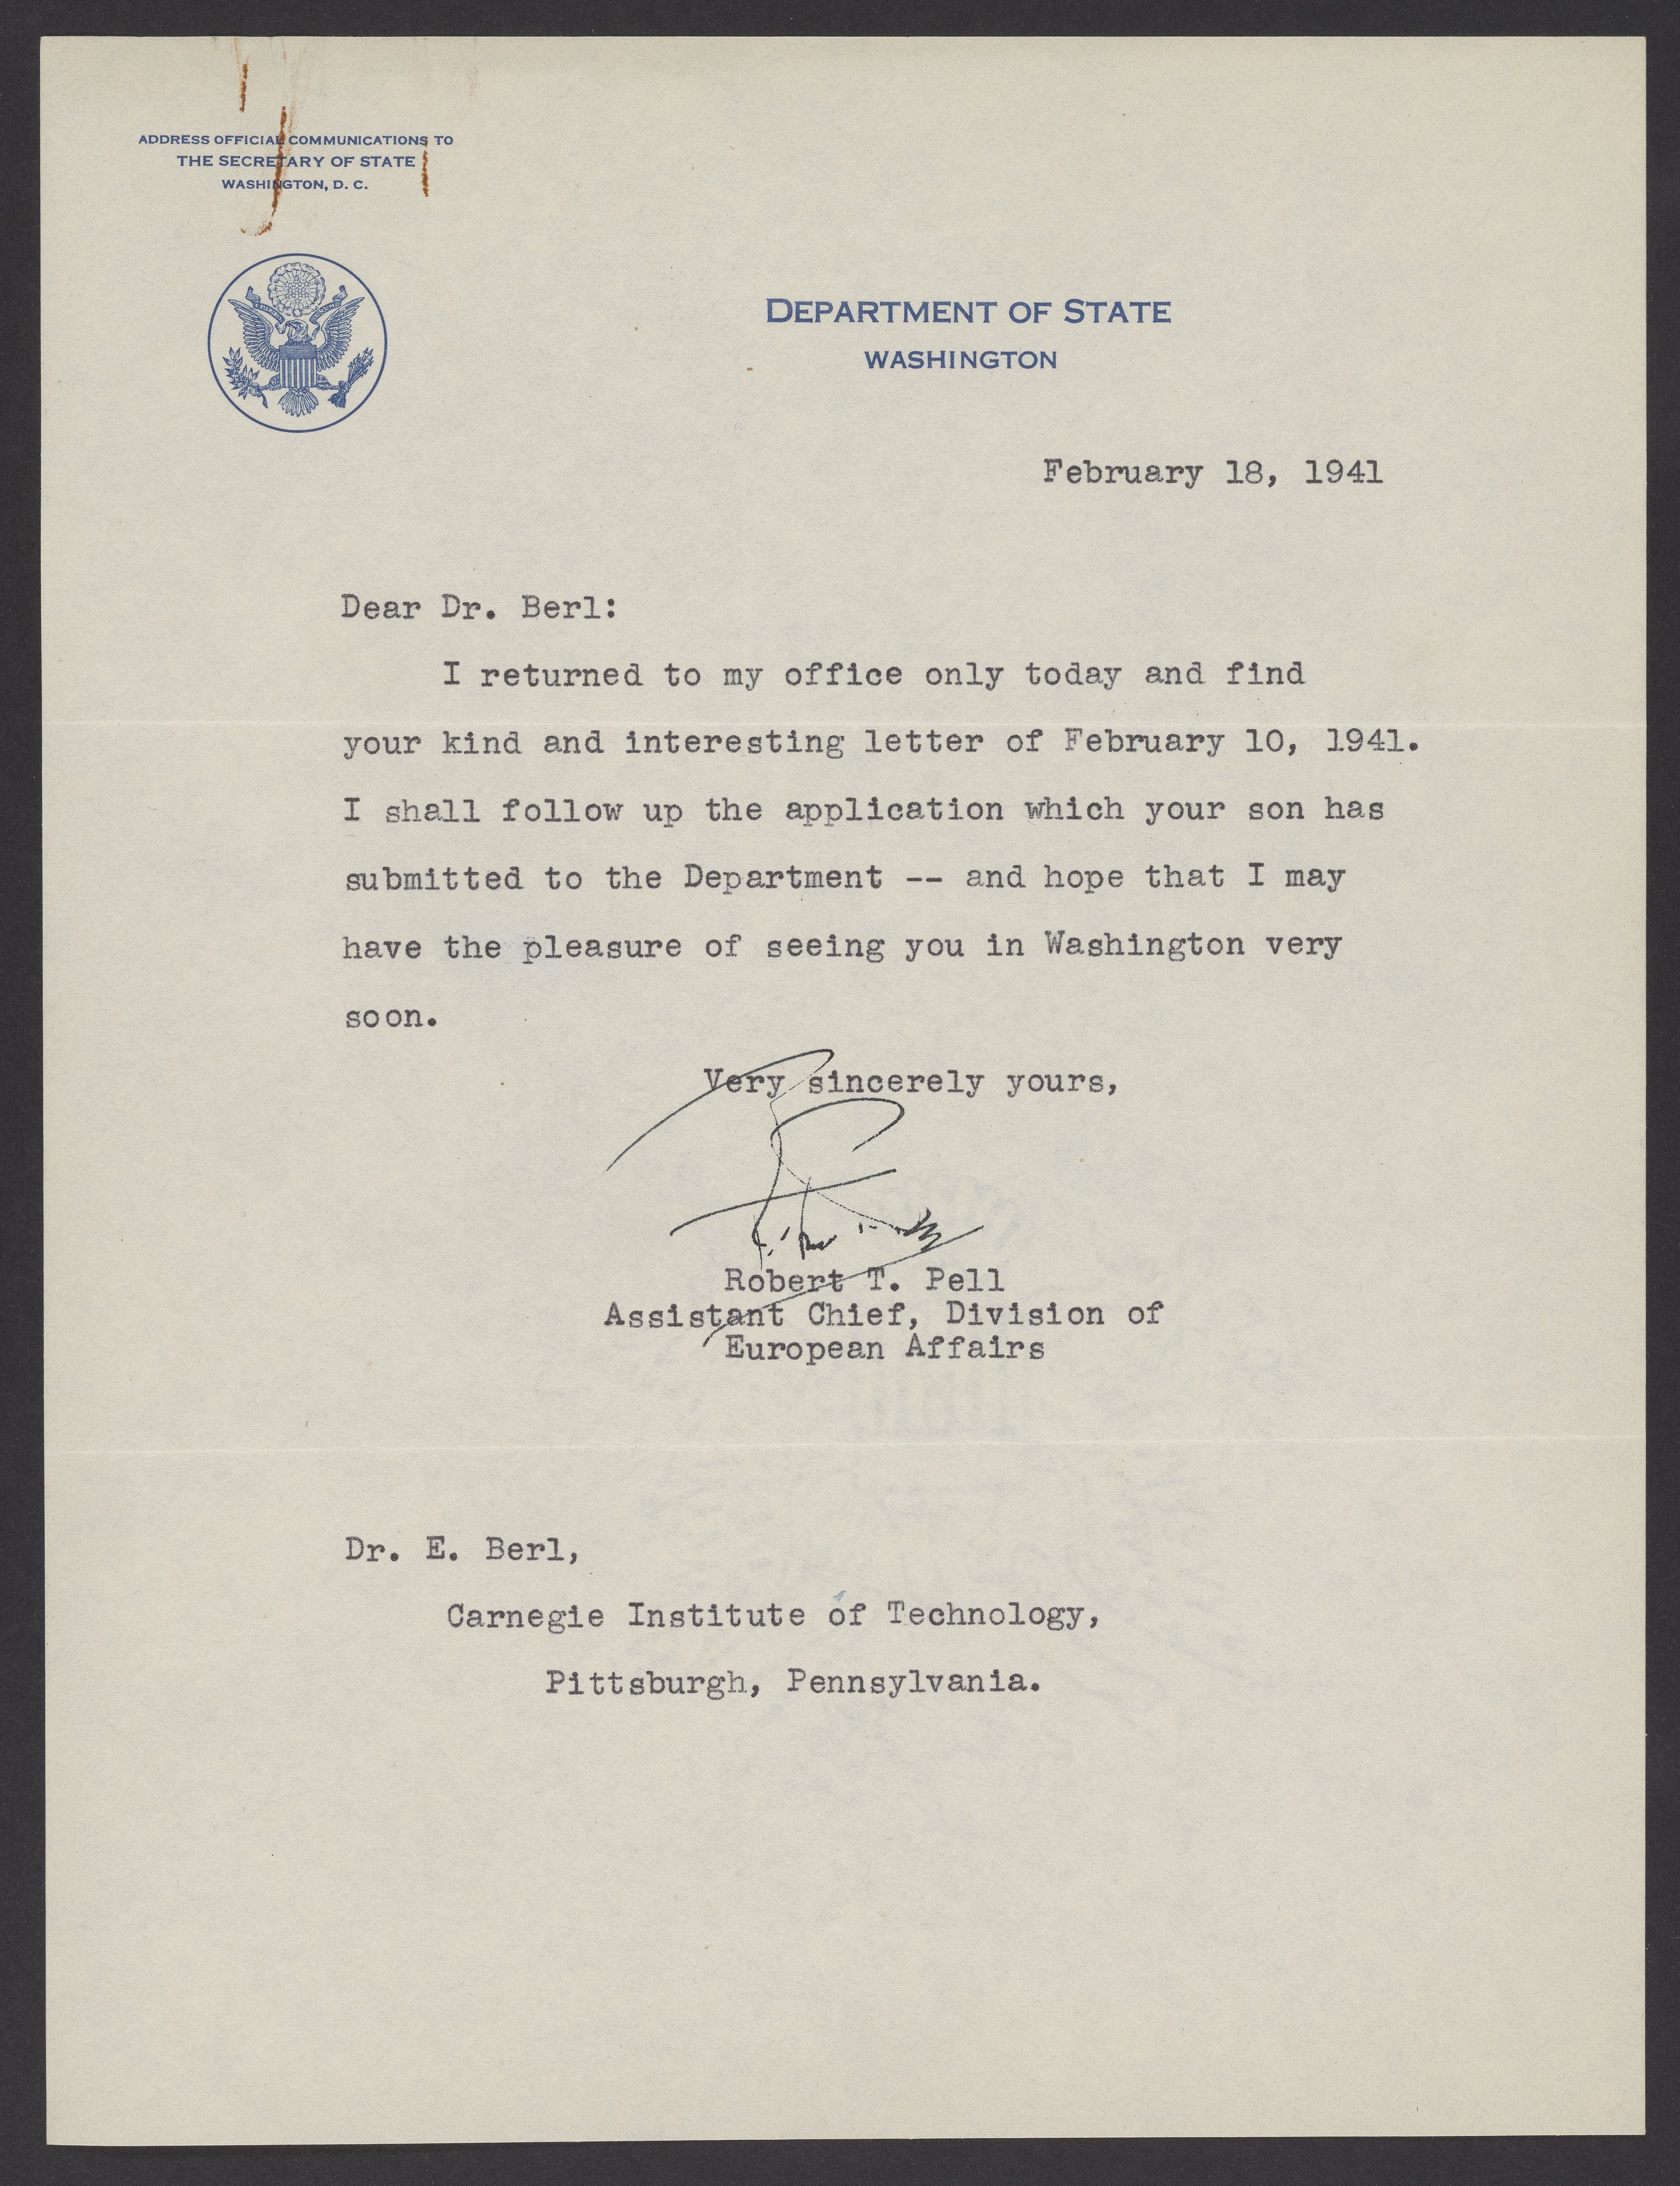 ADDRESS OFFICIAL COMMUNICATIONS TO
THE SECRETARY OF STATE
WASHINGTON, D. C.
DEPARTMENT OF STATE
WASHINGTON
February 18, 1941
Dear Dr. Berl:
I returned to my office only today and find
your kind and interesting letter of February 10, 1941.
I shall follow up the application which your son has
submitted to the Department -- and hope that I may
have the pleasure of seeing you in Washington very
soon.
Very sincerely yours,
Robert T. Pell
Assistant Chief, Division of
European Affairs
Dr. E. Berl,
Carnegie Institute of Technology,
Pittsburgh, Pennsylvania.